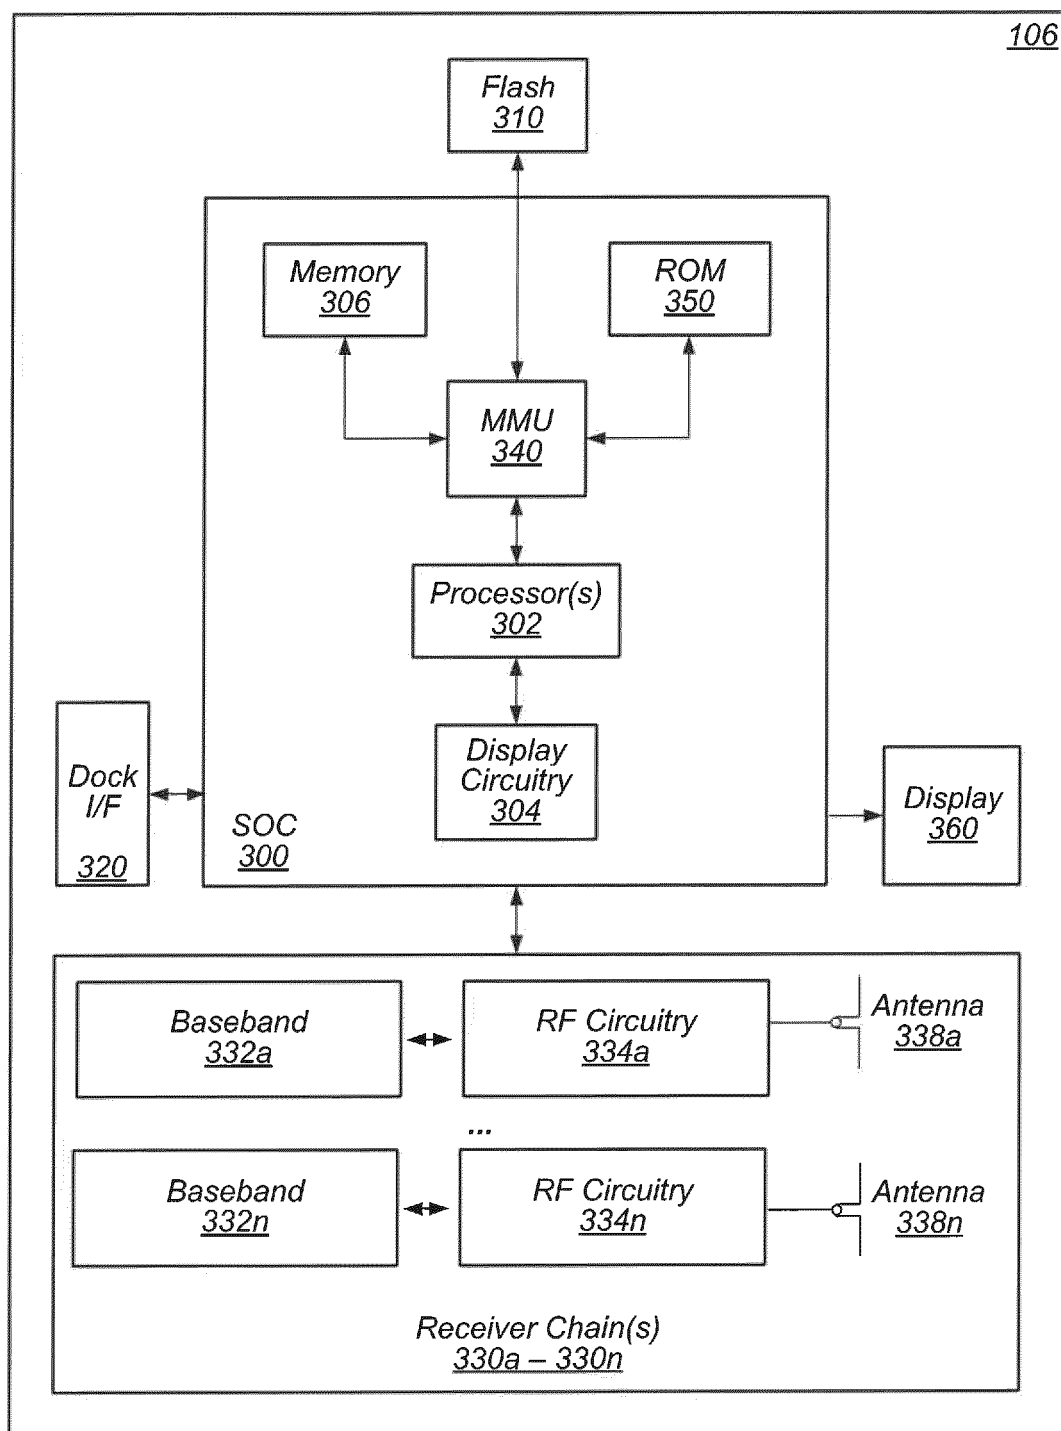 106
Flash
310
Memory
306
ROM
350
MMU
340
Processor(s)
302
Display
Circuitry
304
Dock
I/F
320
SOC
300
Display
360
Baseband
332a
RF Circuitry
334a
Antenna
338a
...
Baseband
332n
RF Circuitry
334n
Antenna
338n
Receiver Chain(s)
330a – 330n